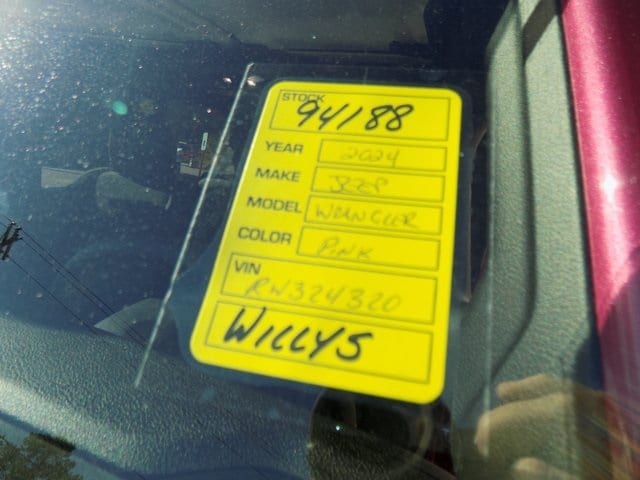 STOCK 94188
YEAR 2024
MAKE JEEP
MODEL WRANGLER
COLOR PINK
VIN RW324320
WILLYS